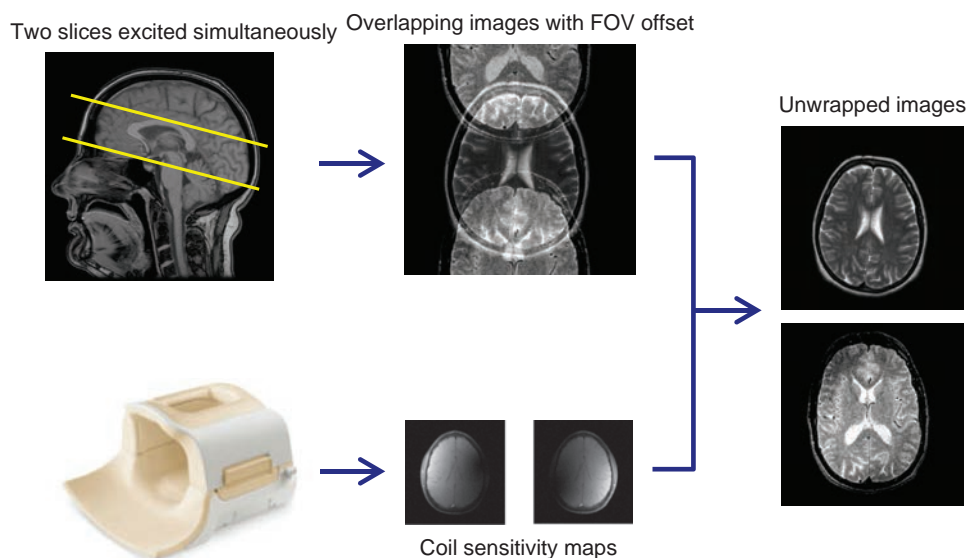 Two slices excited simultaneously
Overlapping images with FOV offset
Unwrapped images
Coil sensitivity maps